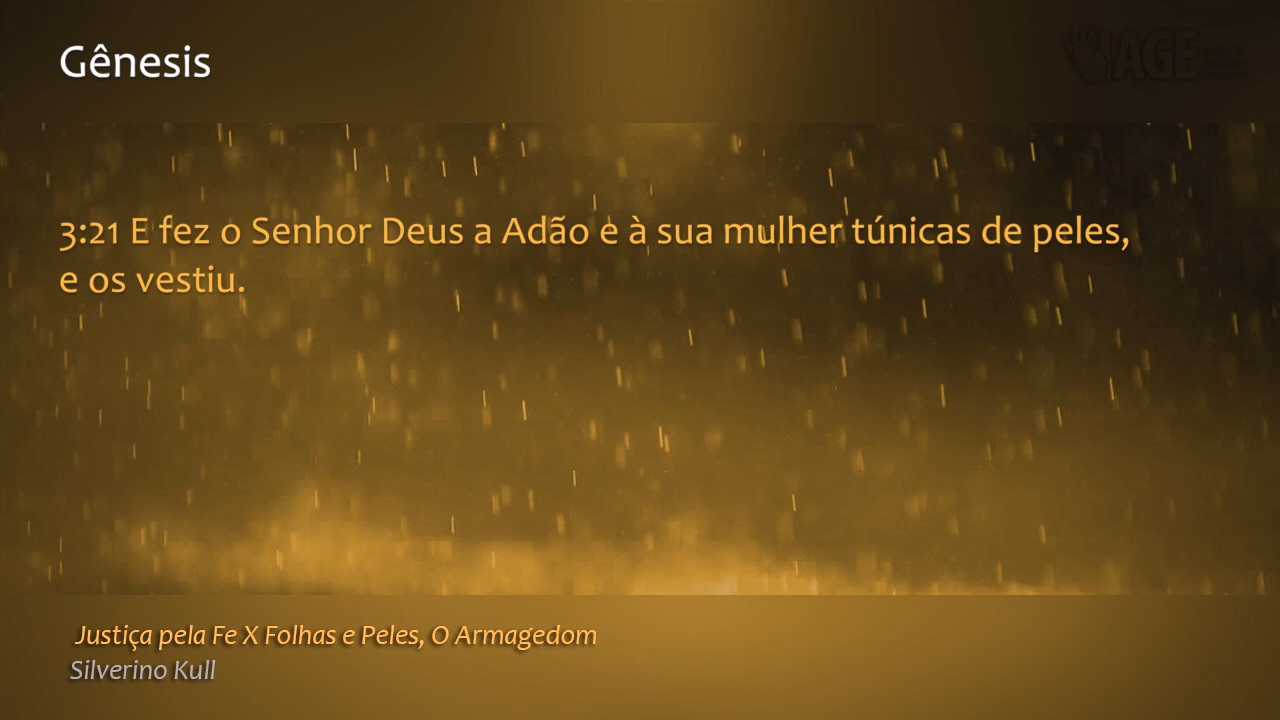 Gênesis
IAGE
3:21 E fez o Senhor Deus a Adão e à sua mulher túnicas de peles,
e os vestiu.
Justiça pela Fe X Folhas e Peles, O Armagedom
Silverino Kull